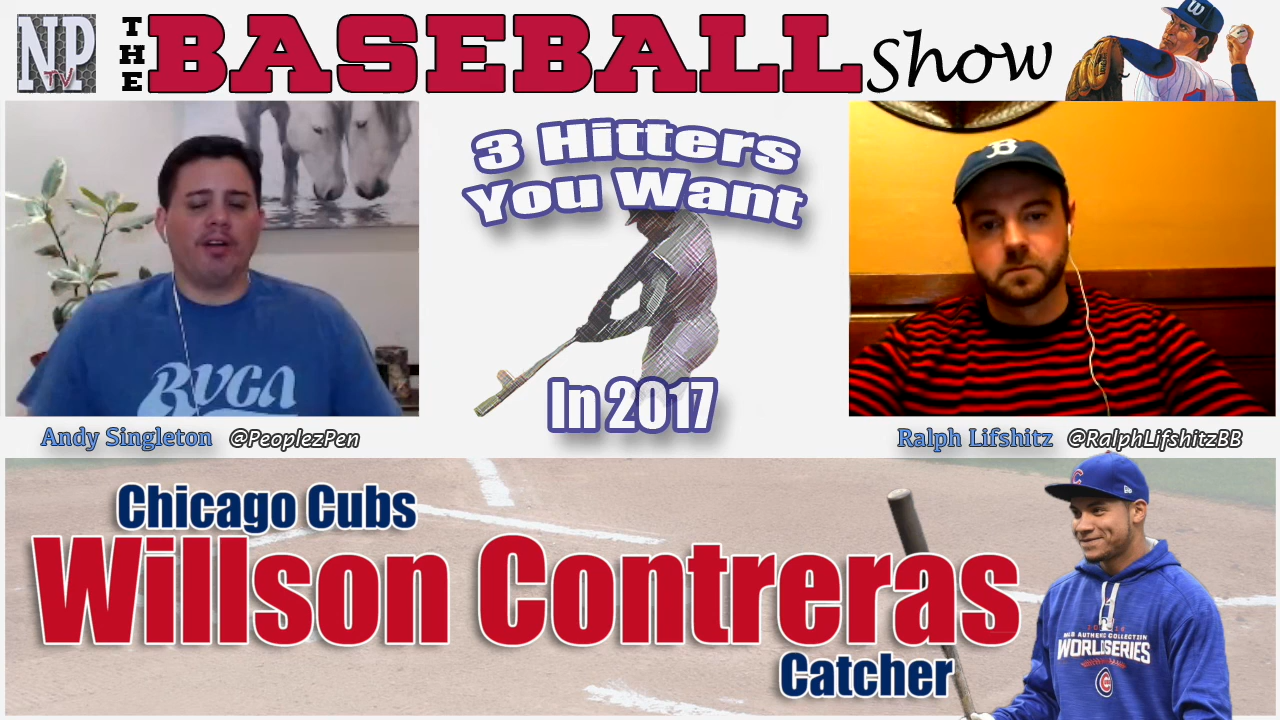 NP TV
THE BASEBALL Show
W
3 Hitters
You Want
In 2017
B
RVCA
Andy Singleton @PeoplezPen
Ralph Lifshitz @RalphLifshitzBB
Chicago Cubs
Willson Contreras
Catcher
C
WORLD SERIES
C